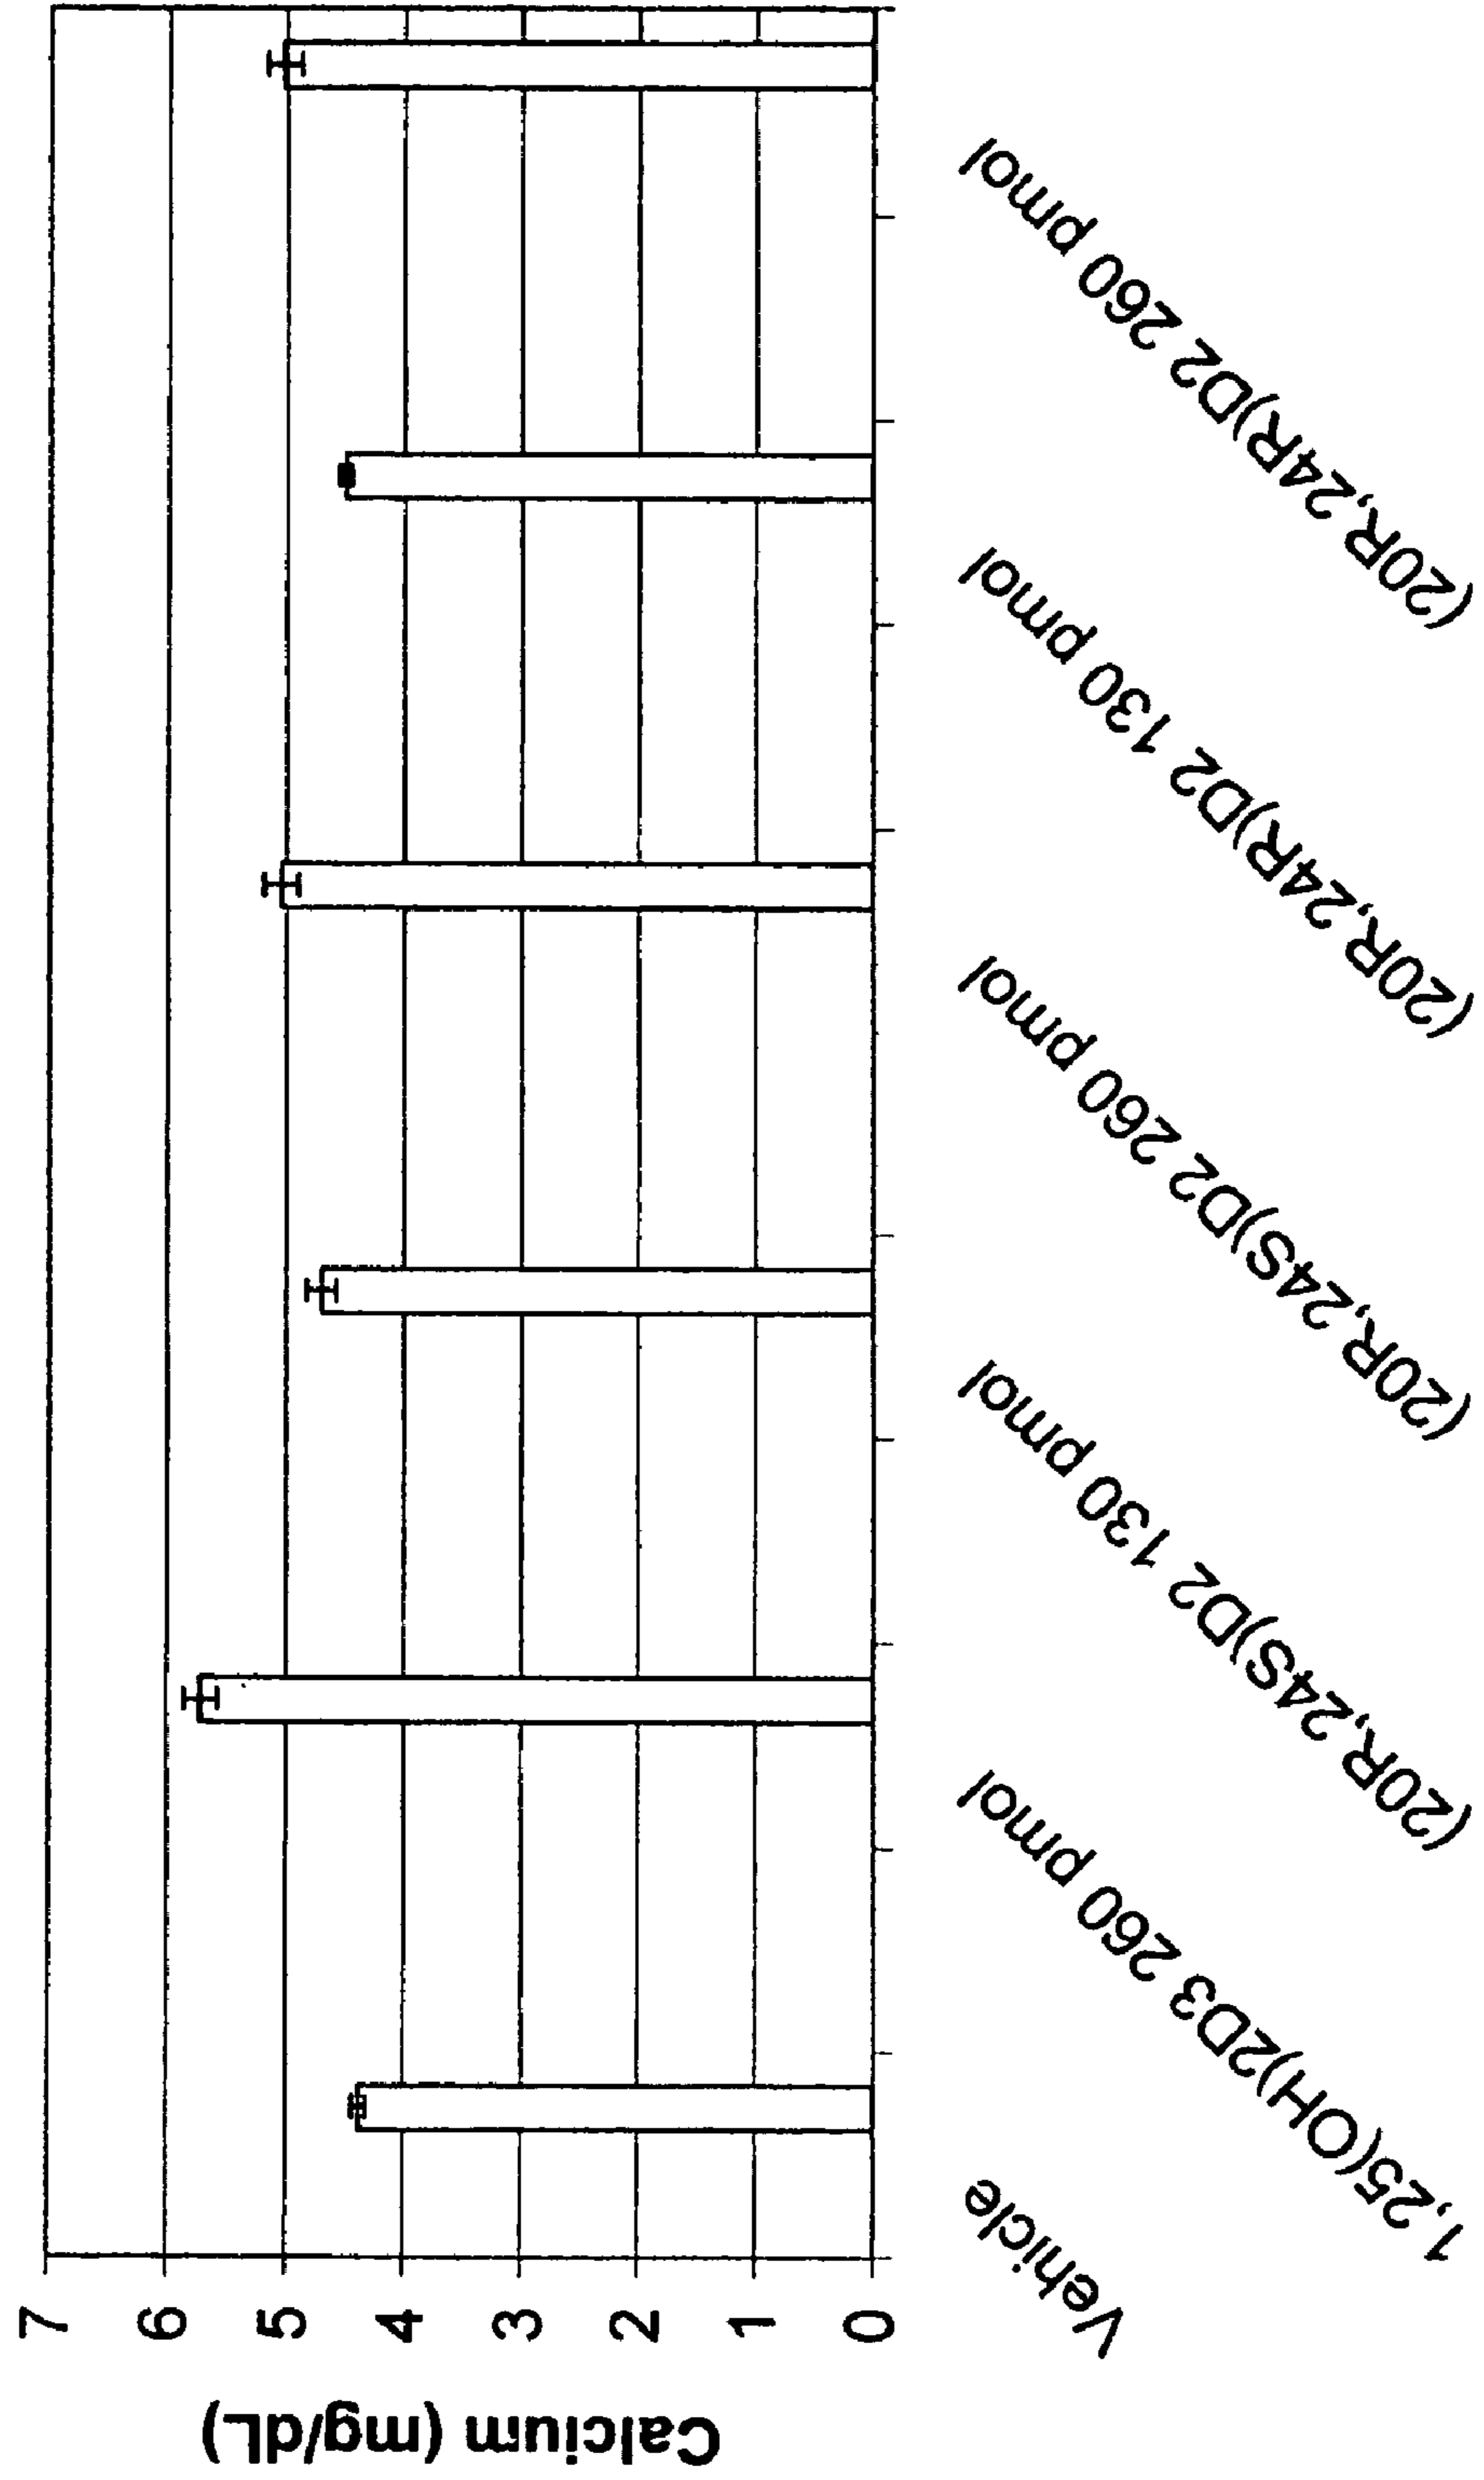 Calcium (mg/dL)
7
6
5
4
3
2
1
0
Vehicle
1,25(OH)2D3 260 pmol
(20R,24S)D2 130 pmol
(20R,24S)D2 260 pmol
(20R,24R)D2 130 pmol
(20R,24R)D2 260 pmol